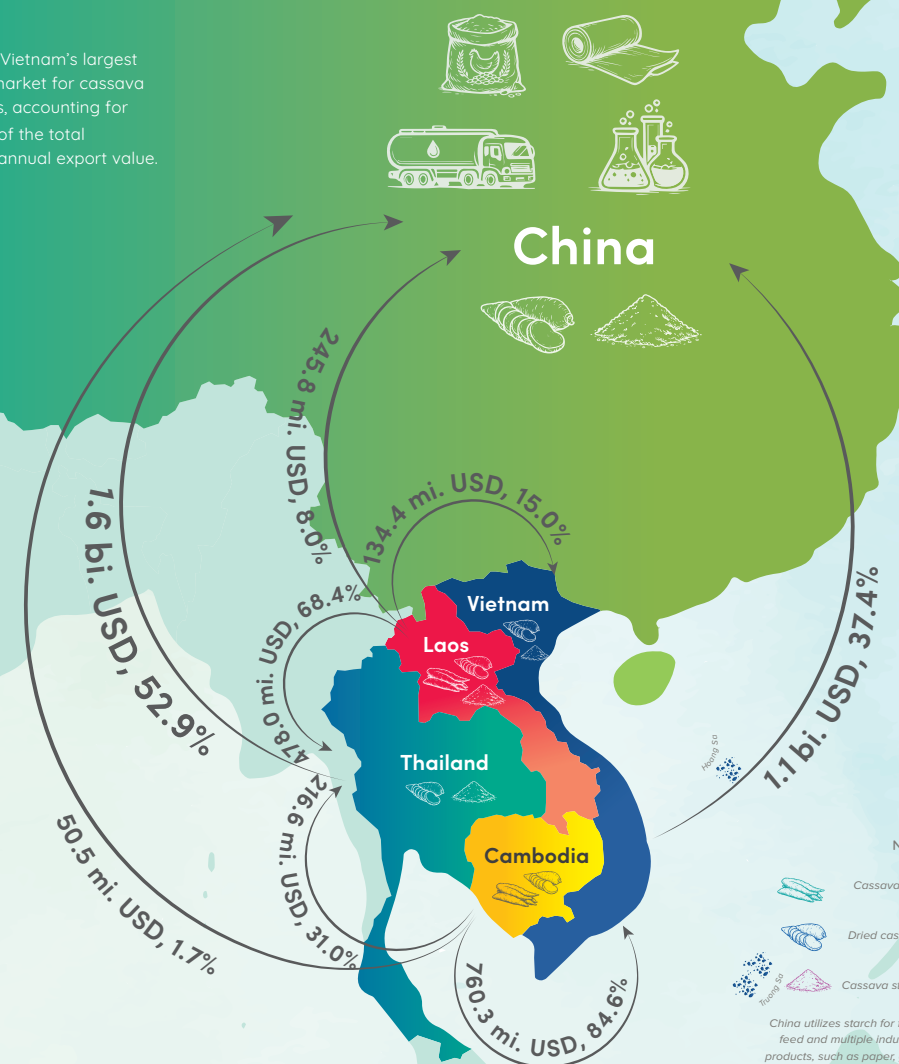 Vietnam's largest
market for cassava
accounting for
of the total
annual export value.
China
245.8 mi. USD, 8.0%
134.4 mi. USD, 15.0%
1.6 bi. USD, 52.9%
478.0 mi. USD, 68.4%
1.1 bi. USD, 37.4%
Vietnam
Laos
Hoang Sa
Thailand
216.6 mi. USD, 31.0%
50.5 mi. USD, 1.7%
Cambodia
760.3 mi. USD, 84.6%
Cassava
Dried
Truong Sa
Cassava
China utilizes starch for
feed and multiple
products, such as paper,